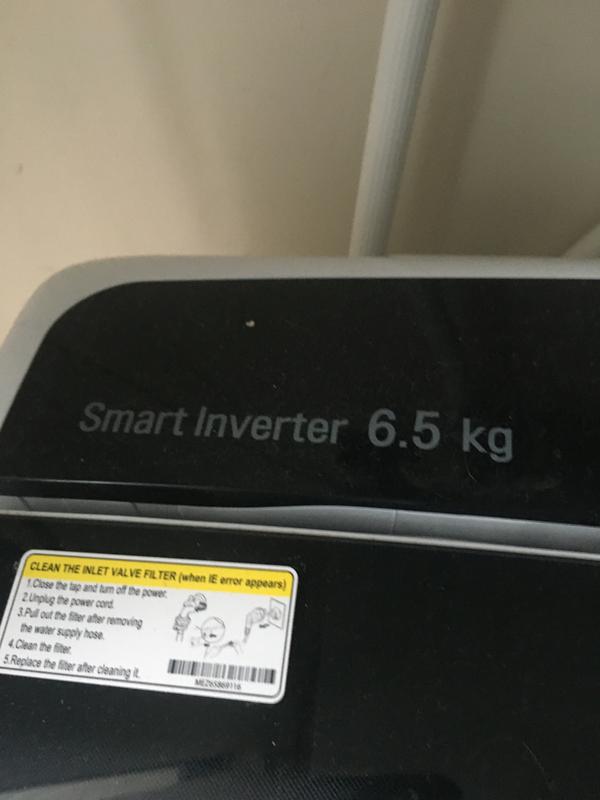 Smart Inverter 6.5 kg
CLEAN THE INLET VALVE FILTER (when IE error appears)
1.Close the tap and turn off the power.
2.Unplug the power cord.
3.Pull out the filter after removing
the water supply hose.
4.Clean the filter.
5.Replace the filter after cleaning it.
MEZ65869116